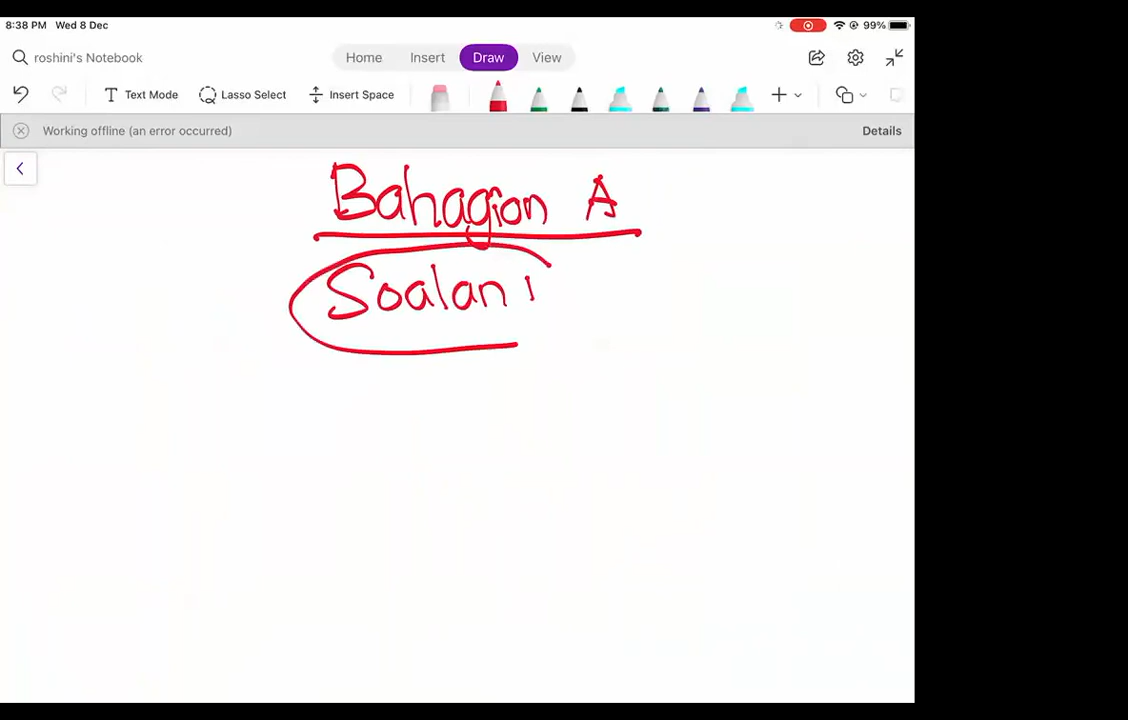 8:38 PM Wed 8 Dec 99%
roshini's Notebook Home Insert Draw View
Text Mode Lasso Select Insert Space
Working offline (an error occurred) Details
Bahagian A
Soalan 1